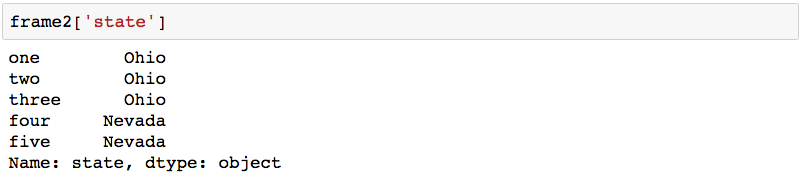 frame2['state']
one        Ohio
two        Ohio
three      Ohio
four     Nevada
five     Nevada
Name: state, dtype: object